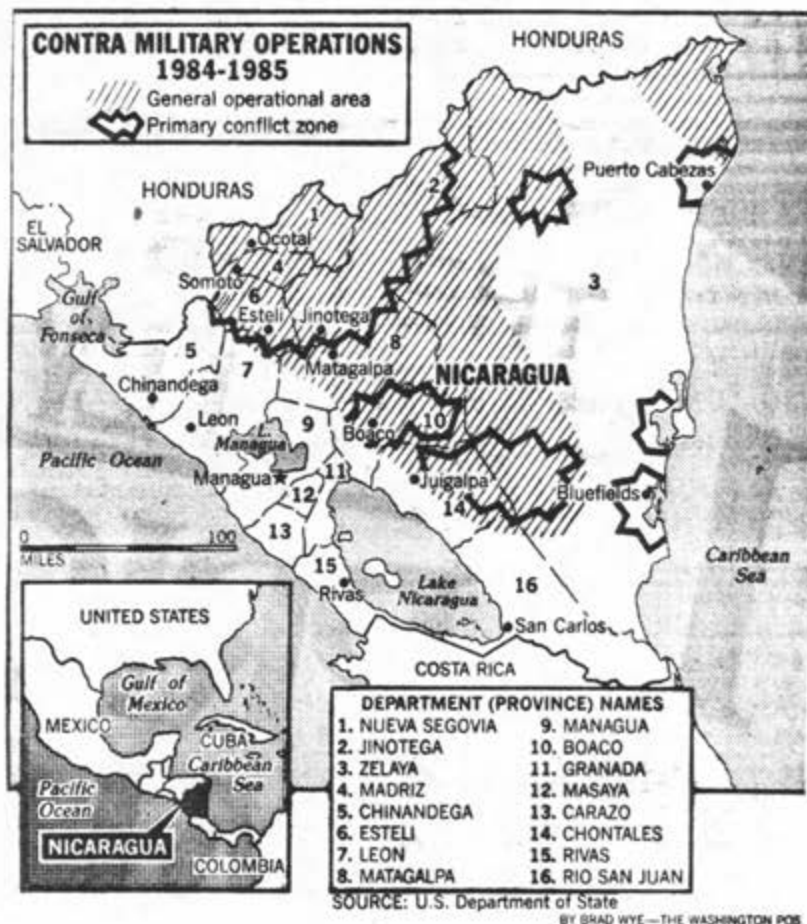 CONTRA MILITARY OPERATIONS
1984-1985
General operational area
Primary conflict zone
HONDURAS
HONDURAS
EL
SALVADOR
Gulf
of
Fonseca
Puerto Cabezas
1
2
Ocotal
4
Somoto
6
Esteli
Jinotega
3
5
7
8
Matagalpa
NICARAGUA
Chinandega
Leon
9
L.
Managua
Boaco
10
Pacific Ocean
Managua
11
Juigalpa
12
14
Bluefields
13
0 100
MILES
15
Rivas
Lake
Nicaragua
16
Caribbean
Sea
San Carlos
COSTA RICA
UNITED STATES
Gulf of
Mexico
MEXICO
CUBA
Caribbean
Sea
Pacific
Ocean
NICARAGUA
COLOMBIA
DEPARTMENT (PROVINCE) NAMES
1. NUEVA SEGOVIA 9. MANAGUA
2. JINOTEGA 10. BOACO
3. ZELAYA 11. GRANADA
4. MADRIZ 12. MASAYA
5. CHINANDEGA 13. CARAZO
6. ESTELI 14. CHONTALES
7. LEON 15. RIVAS
8. MATAGALPA 16. RIO SAN JUAN
SOURCE: U.S. Department of State
BY BRAD WYE—THE WASHINGTON POS